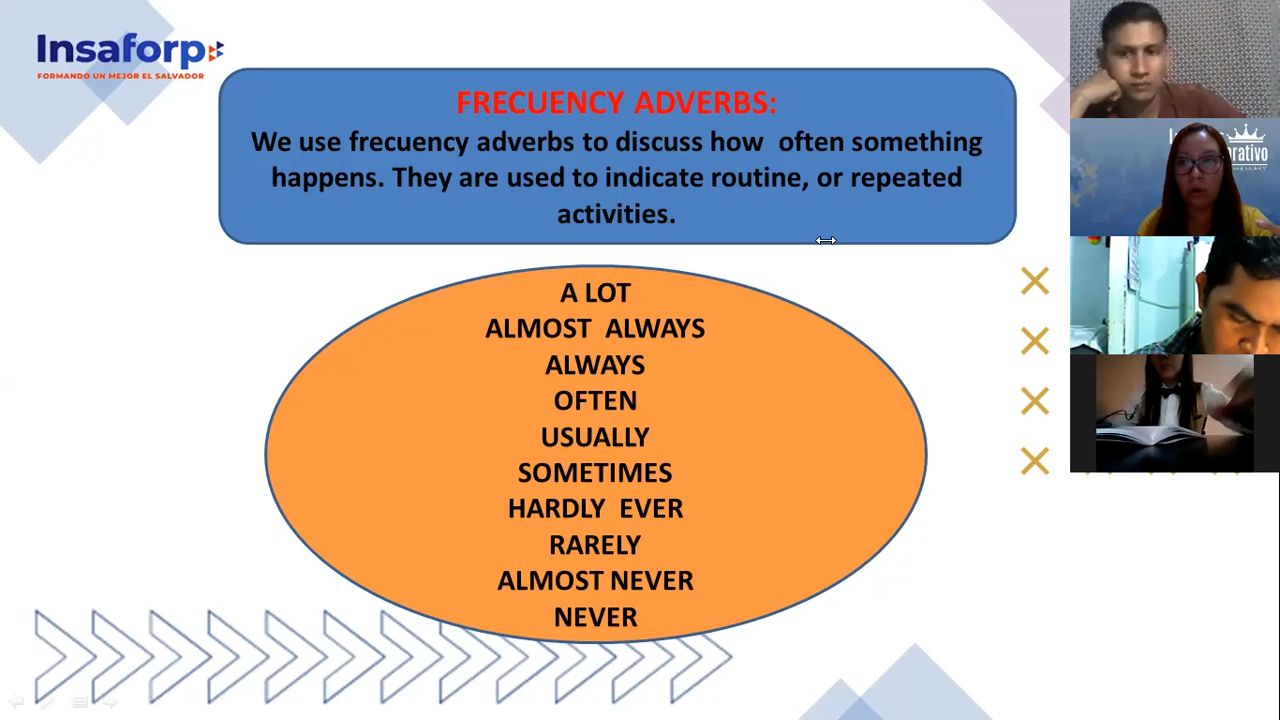 Insaforp
FORMANDO UN MEJOR EL SALVADOR
FRECUENCY ADVERBS:
We use frecuency adverbs to discuss how often something
happens. They are used to indicate routine, or repeated
activities.
A LOT
ALMOST ALWAYS
ALWAYS
OFTEN
USUALLY
SOMETIMES
HARDLY EVER
RARELY
ALMOST NEVER
NEVER